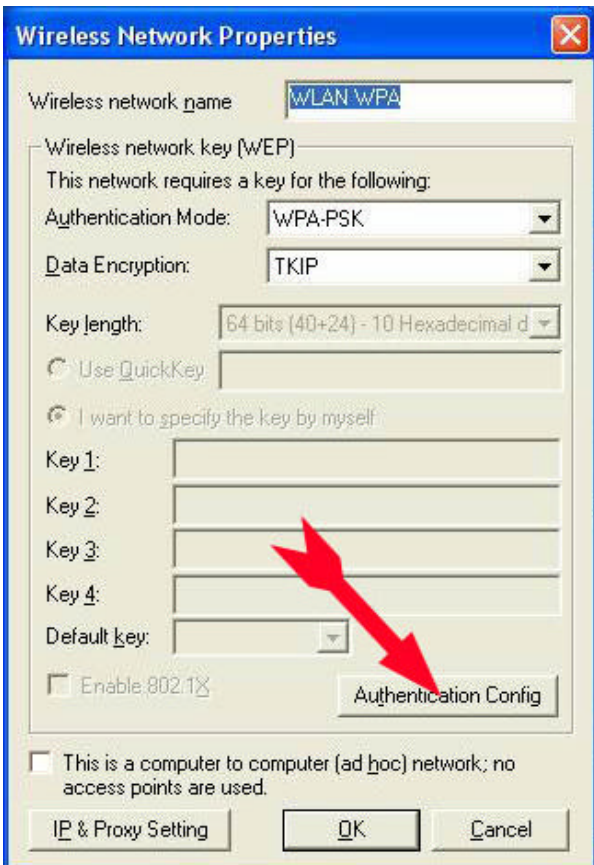 Wireless Network Properties
Wireless network name WLAN WPA
Wireless network key (WEP)
This network requires a key for the following:
Authentication Mode: WPA-PSK
Data Encryption: TKIP
Key length: 64 bits (40+24) - 10 Hexadecimal d
Use QuickKey
I want to specify the key by myself
Key 1:
Key 2:
Key 3:
Key 4:
Default key:
Enable 802.1X
Authentication Config
This is a computer to computer (ad hoc) network; no
access points are used.
IP & Proxy Setting OK Cancel